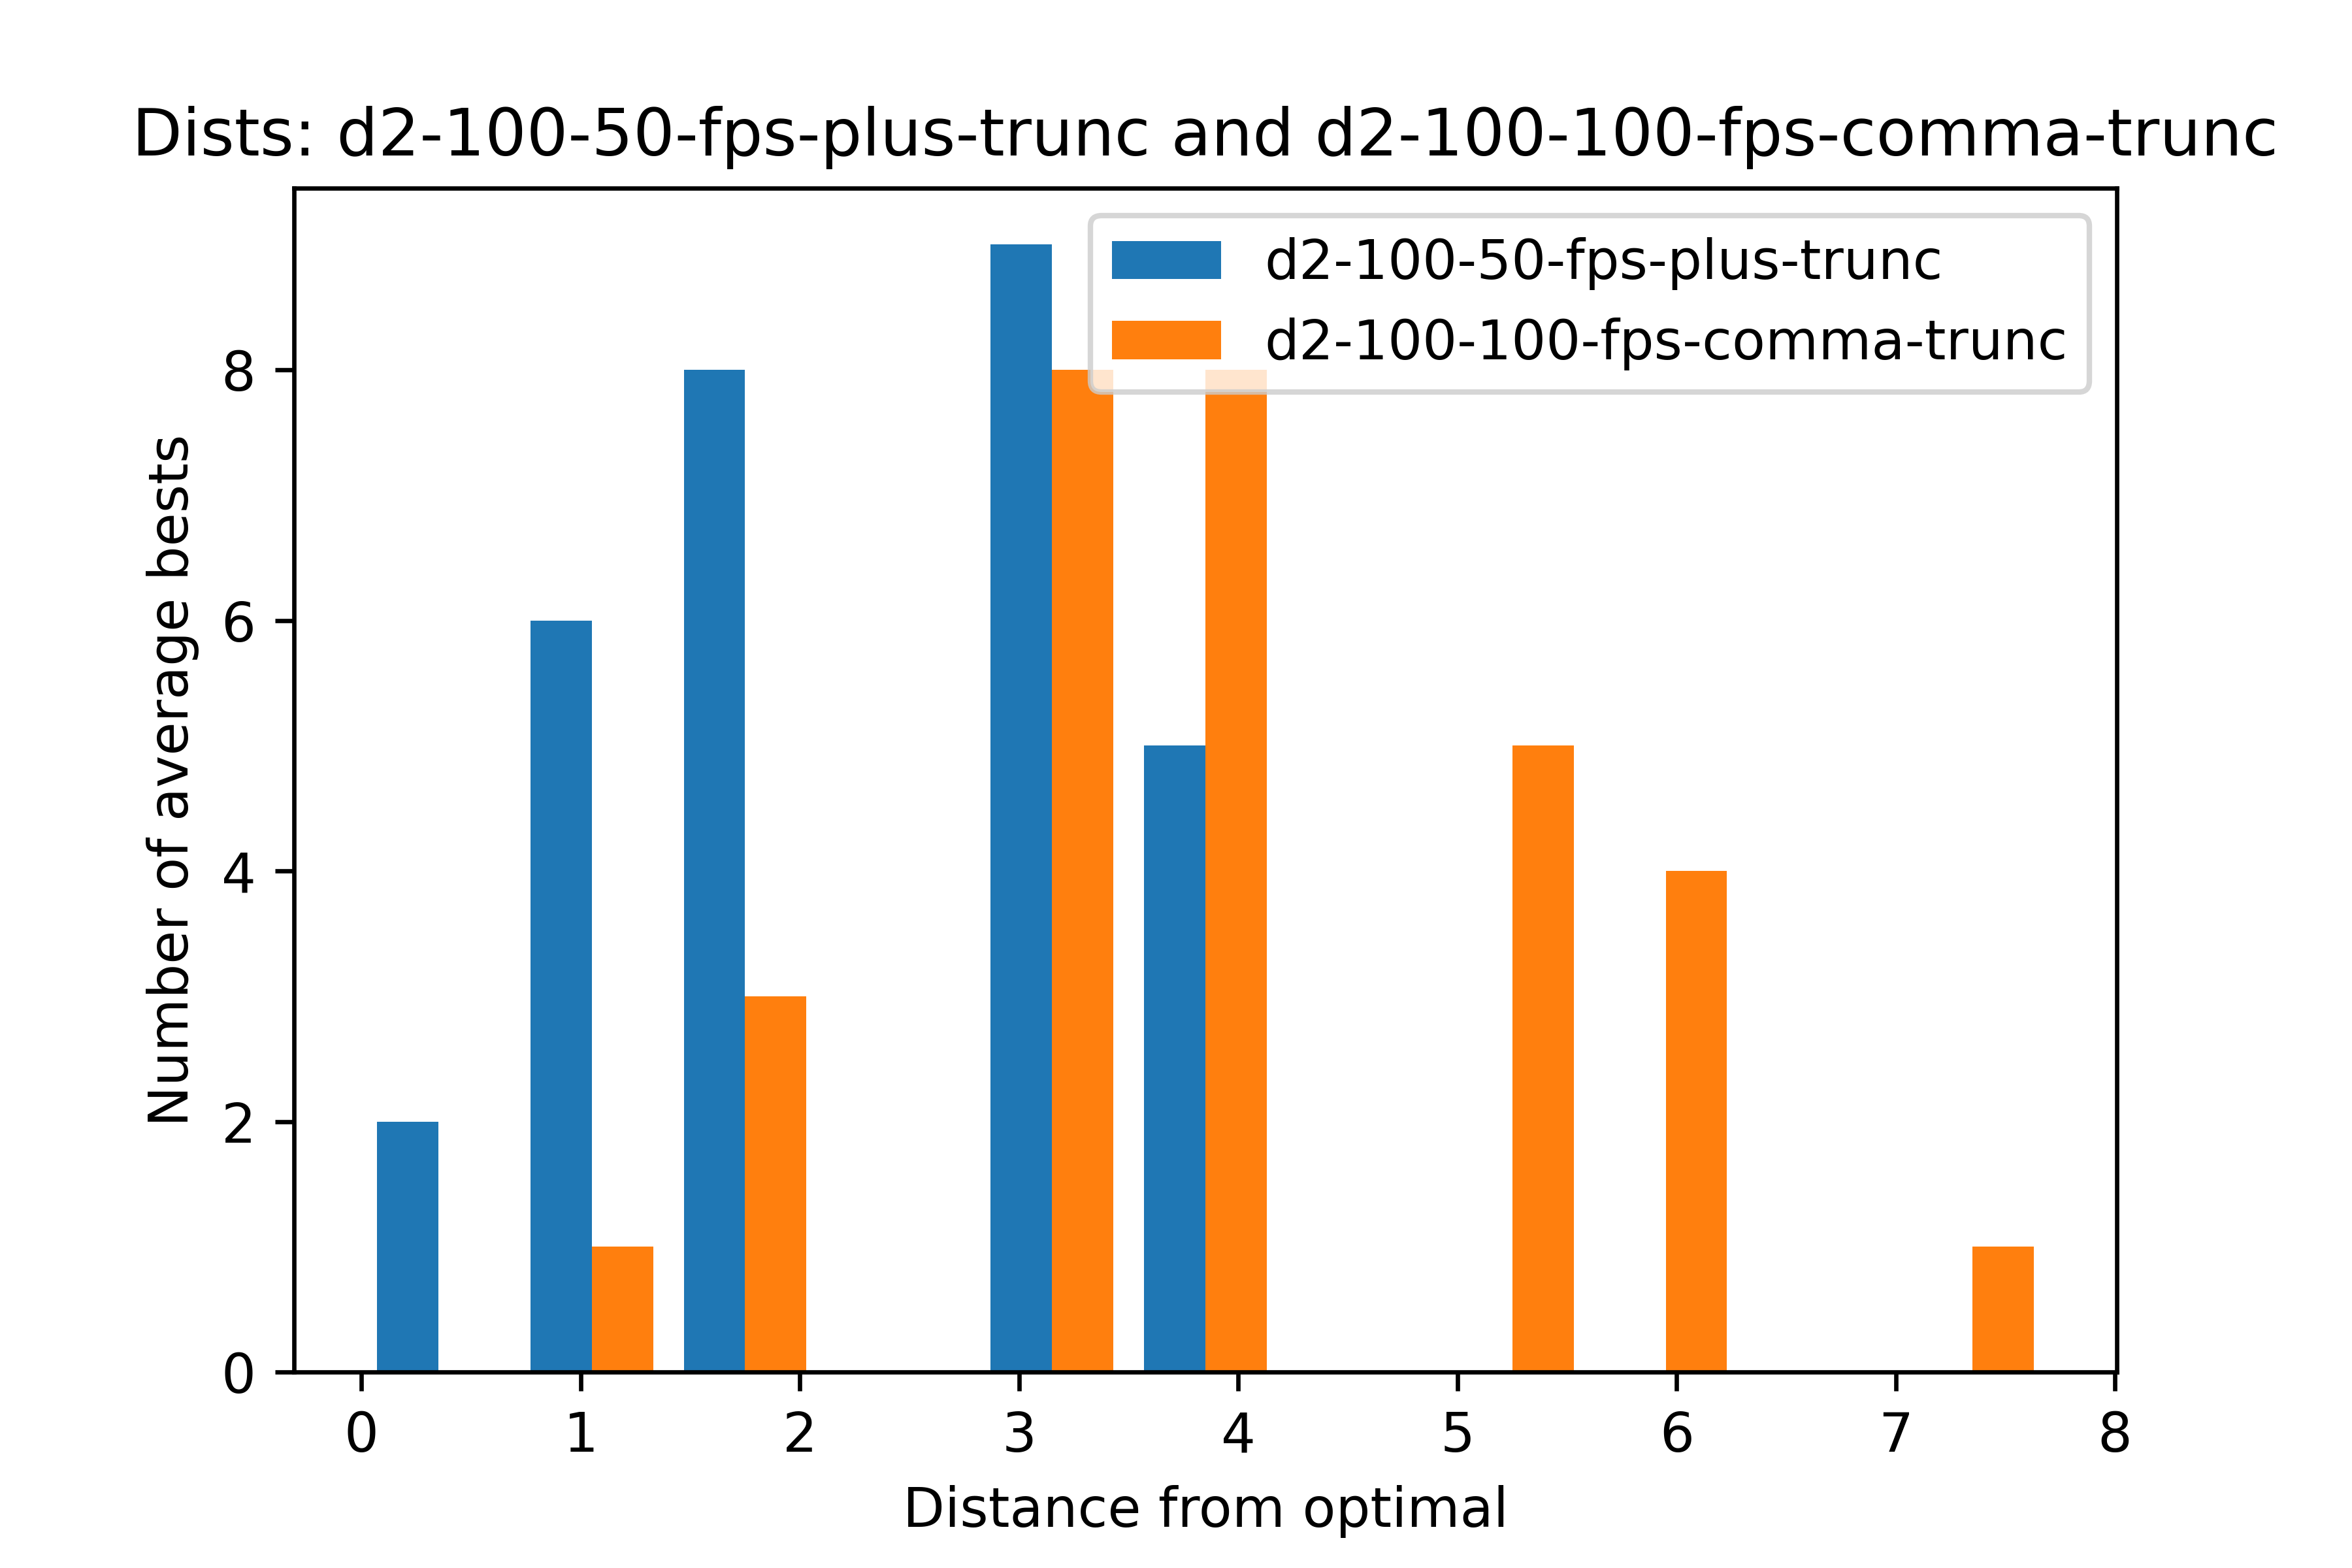 Dists: d2-100-50-fps-plus-trunc and d2-100-100-fps-comma-trunc
d2-100-50-fps-plus-trunc
d2-100-100-fps-comma-trunc
Number of average bests
8
6
4
2
0
0 1 2 3 4 5 6 7 8
Distance from optimal